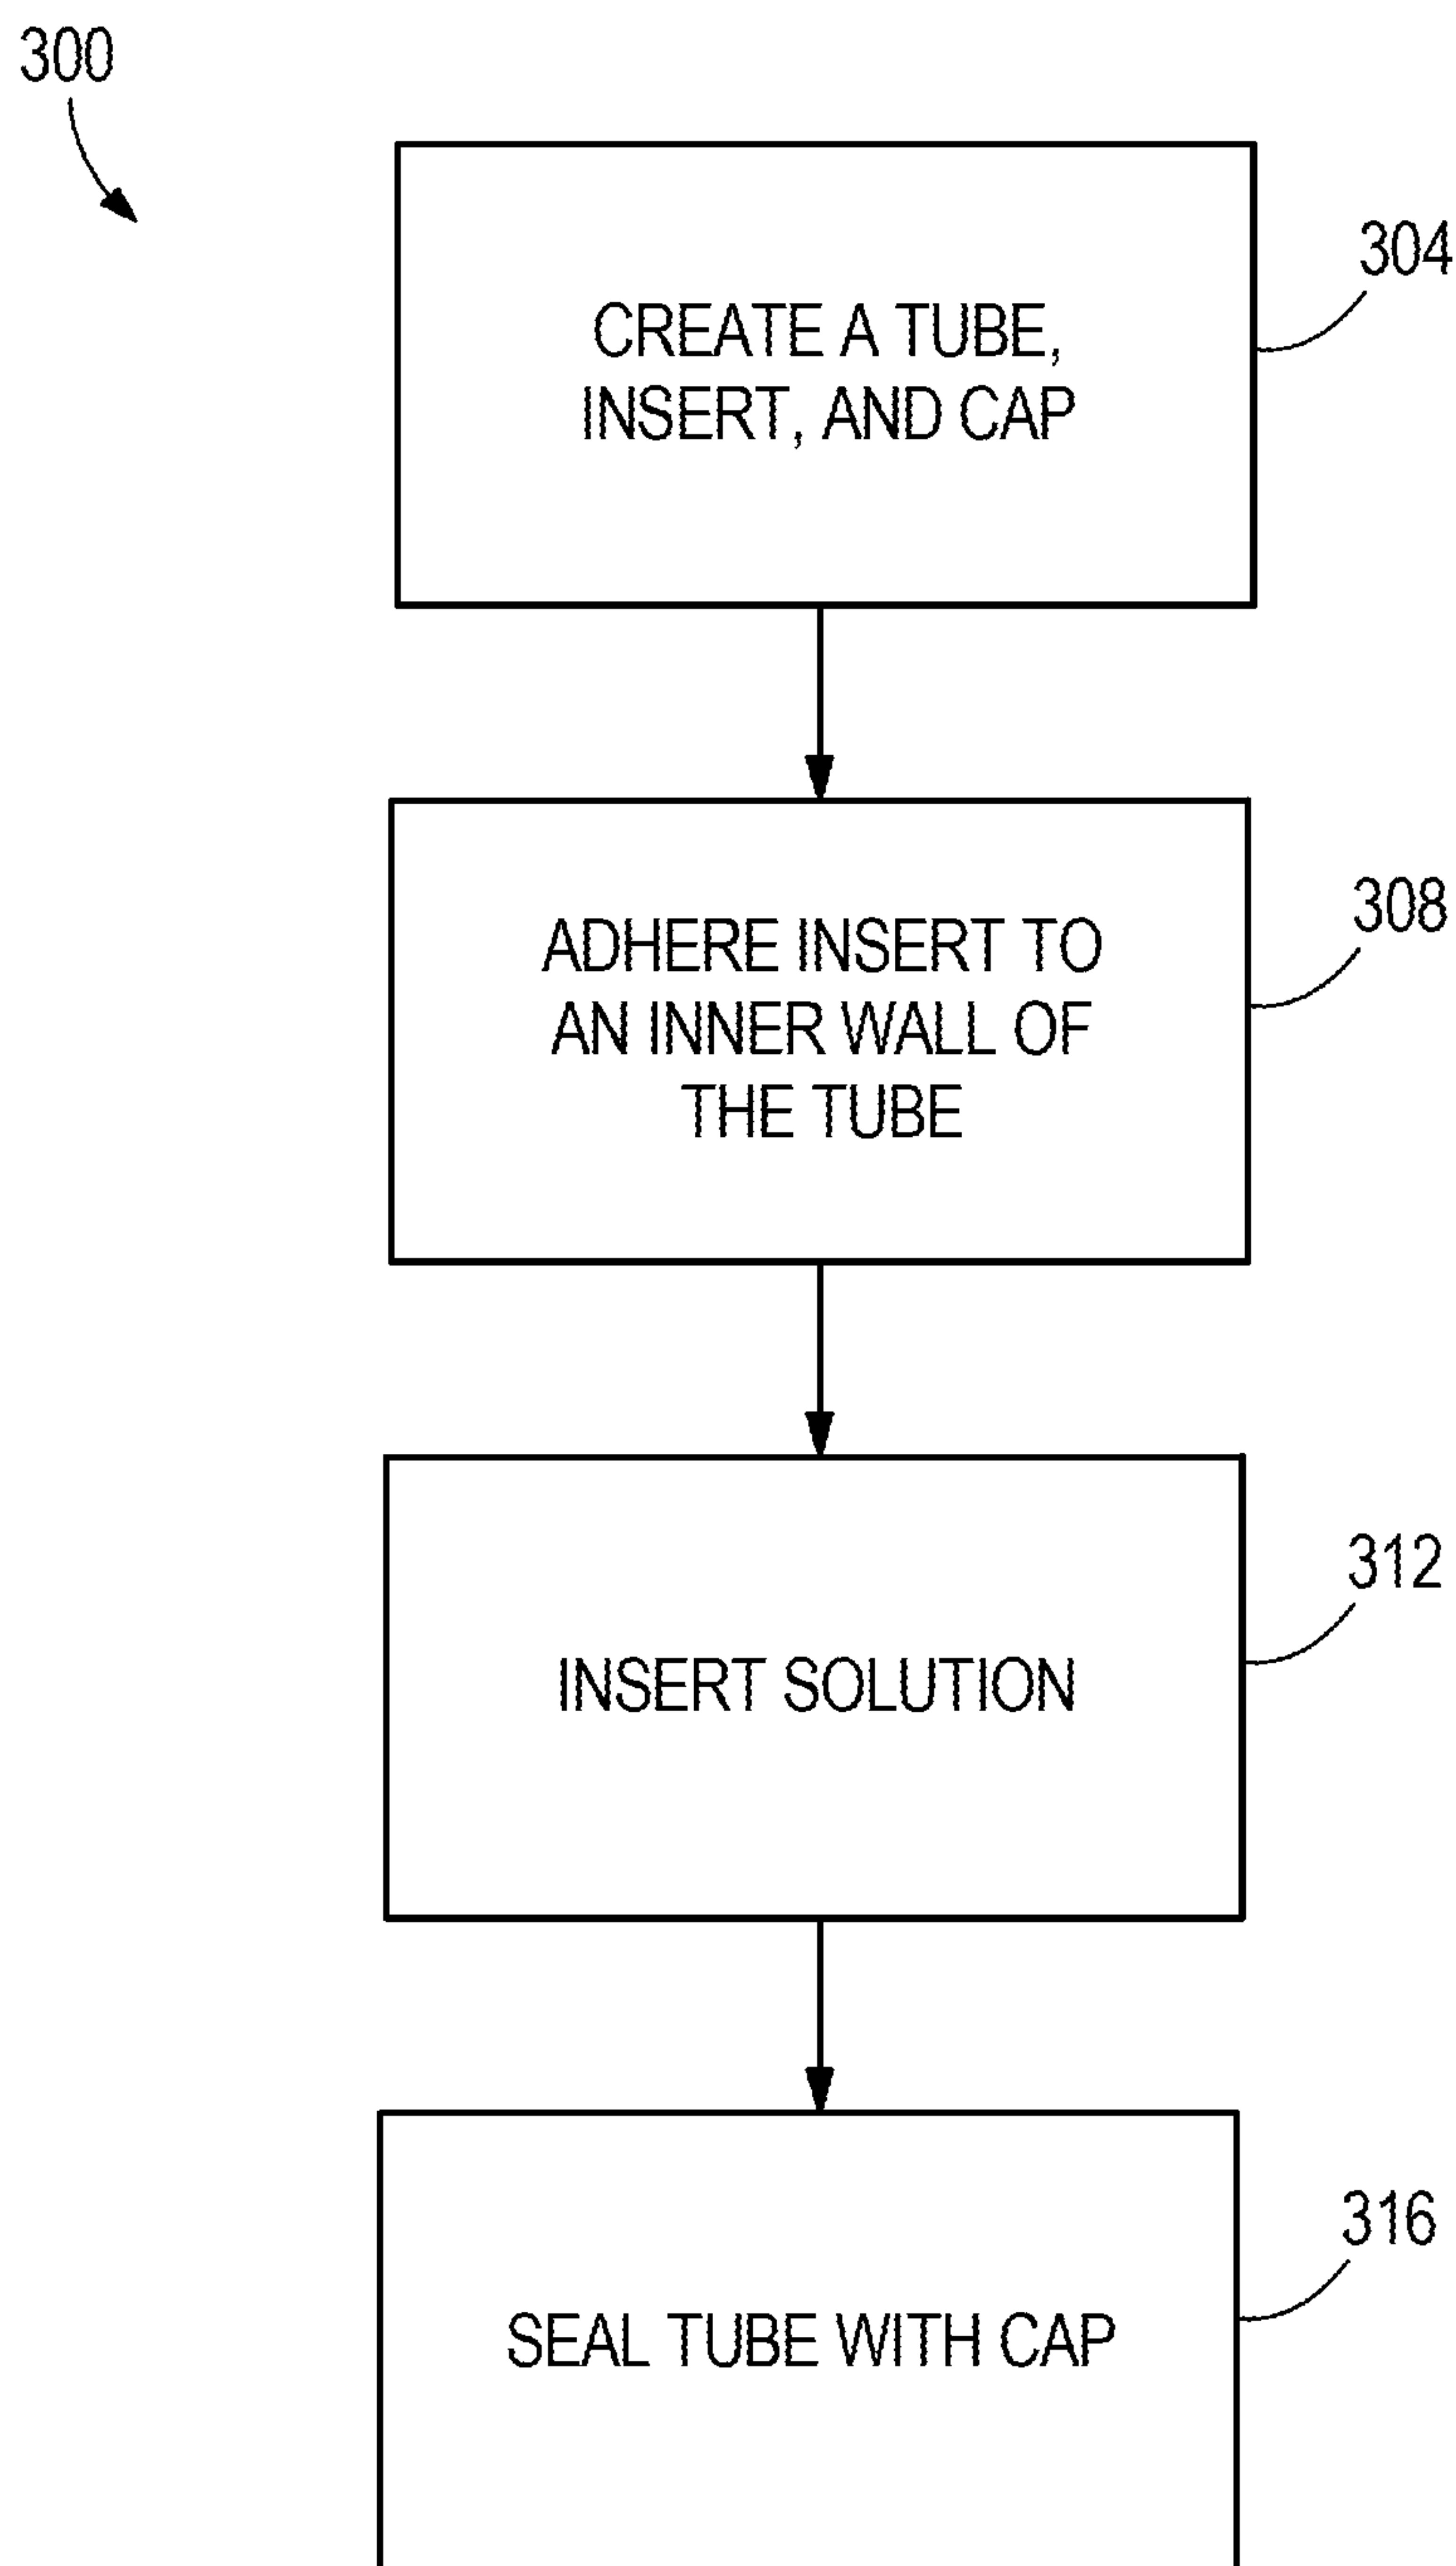 300
304
CREATE A TUBE,
INSERT, AND CAP
308
ADHERE INSERT TO
AN INNER WALL OF
THE TUBE
312
INSERT SOLUTION
316
SEAL TUBE WITH CAP